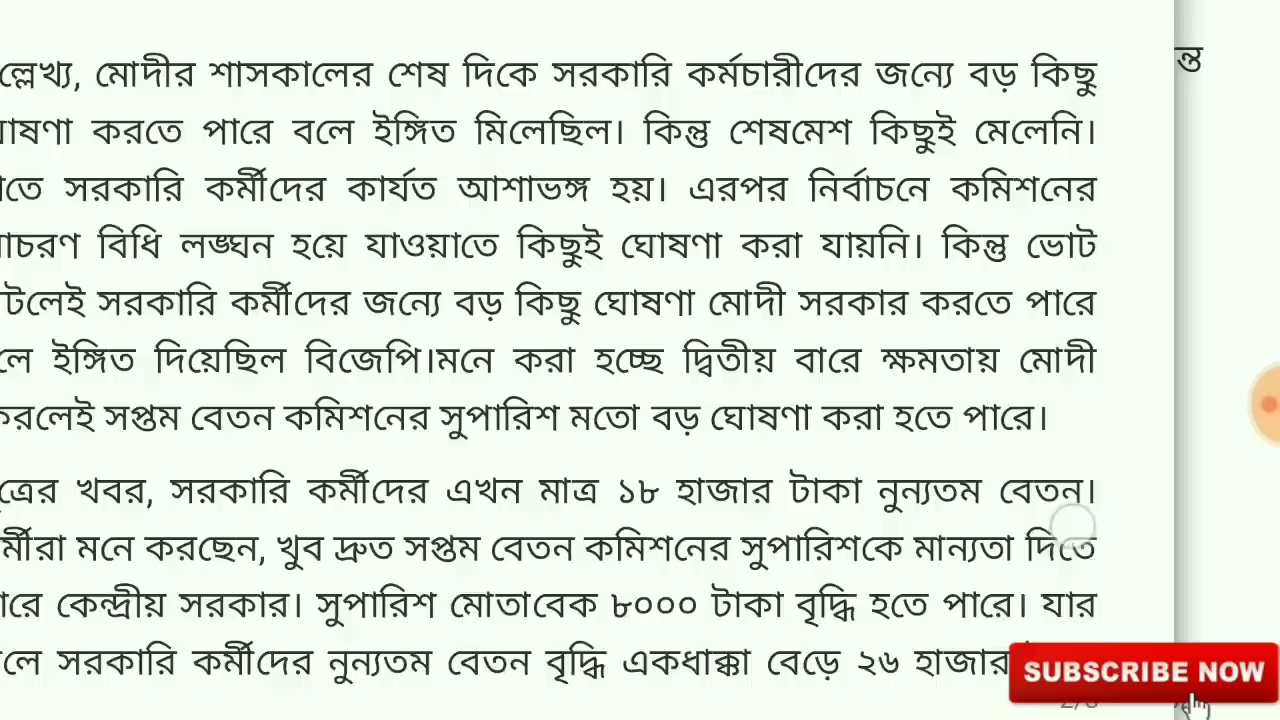 ল্লেখ্য, মোদীর শাসকালের শেষ দিকে সরকারি কর্মচারীদের জন্যে বড় কিছু
ন্ত
াষণা করতে পারে বলে ইঙ্গিত মিলেছিল। কিন্তু শেষমেশ কিছুই মেলেনি।
তে সরকারি কর্মীদের কার্যত আশাভঙ্গ হয়। এরপর নির্বাচনে কমিশনের
াচরণ বিধি লঙ্ঘন হয়ে যাওয়াতে কিছুই ঘোষণা করা যায়নি। কিন্তু ভোট
টলেই সরকারি কর্মীদের জন্যে বড় কিছু ঘোষণা মোদী সরকার করতে পারে
লে ইঙ্গিত দিয়েছিল বিজেপি।মনে করা হচ্ছে দ্বিতীয় বারে ক্ষমতায় মোদী
করলেই সপ্তম বেতন কমিশনের সুপারিশ মতো বড় ঘোষণা করা হতে পারে।
ত্রের খবর, সরকারি কর্মীদের এখন মাত্র ১৮ হাজার টাকা নুন্যতম বেতন।
র্মীরা মনে করছেন, খুব দ্রুত সপ্তম বেতন কমিশনের সুপারিশকে মান্যতা দিতে
ারে কেন্দ্রীয় সরকার। সুপারিশ মোতাবেক ৮০০০ টাকা বৃদ্ধি হতে পারে। যার
লে সরকারি কর্মীদের নুন্যতম বেতন বৃদ্ধি একধাক্কা বেড়ে ২৬ হাজার
SUBSCRIBE NOW